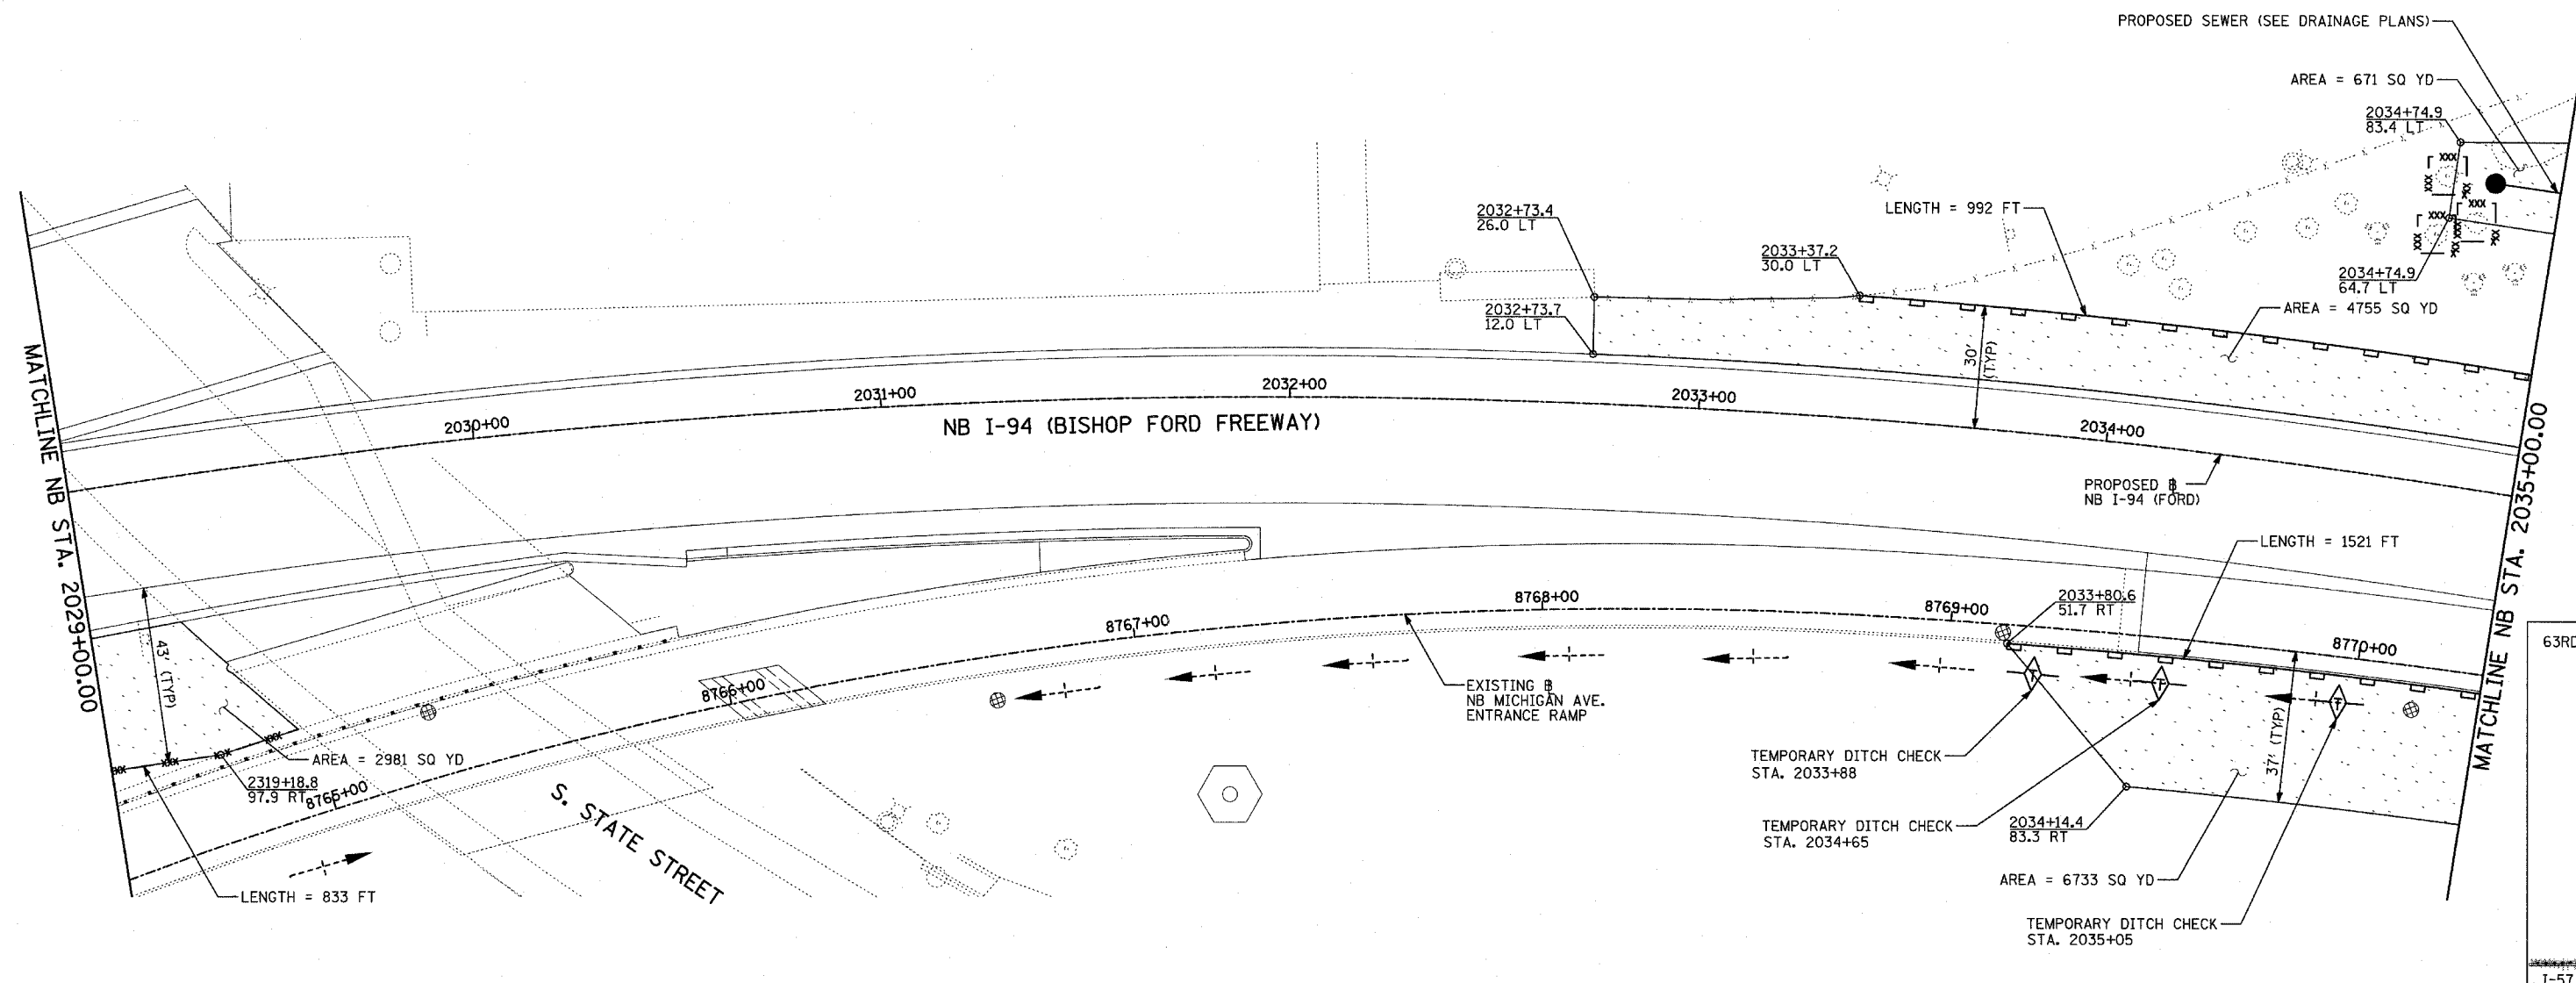 PROPOSED SEWER (SEE DRAINAGE PLANS)
AREA = 671 SQ YD
2034+74.9
83.4 LT
2032+73.4
26.0 LT
LENGTH = 992 FT
2033+37.2
30.0 LT
2034+74.9
64.7 LT
2032+73.7
12.0 LT
AREA = 4755 SQ YD
30'
(TYP)
MATCHLINE NB STA. 2029+00.00
2030+00
2031+00
2032+00
2033+00
2034+00
NB I-94 (BISHOP FORD FREEWAY)
PROPOSED B
NB I-94 (FORD)
MATCHLINE NB STA. 2035+00.00
LENGTH = 1521 FT
2033+80.6
51.7 RT
43' (TYP)
8765+00
8766+00
8767+00
8768+00
8769+00
8770+00
63RD
AREA = 2981 SQ YD
2319+18.8
97.9 RT
EXISTING B
NB MICHIGAN AVE.
ENTRANCE RAMP
T
T
T
37' (TYP)
TEMPORARY DITCH CHECK
STA. 2033+88
S. STATE STREET
TEMPORARY DITCH CHECK
STA. 2034+65
2034+14.4
83.3 RT
LENGTH = 833 FT
AREA = 6733 SQ YD
TEMPORARY DITCH CHECK
STA. 2035+05
I-57